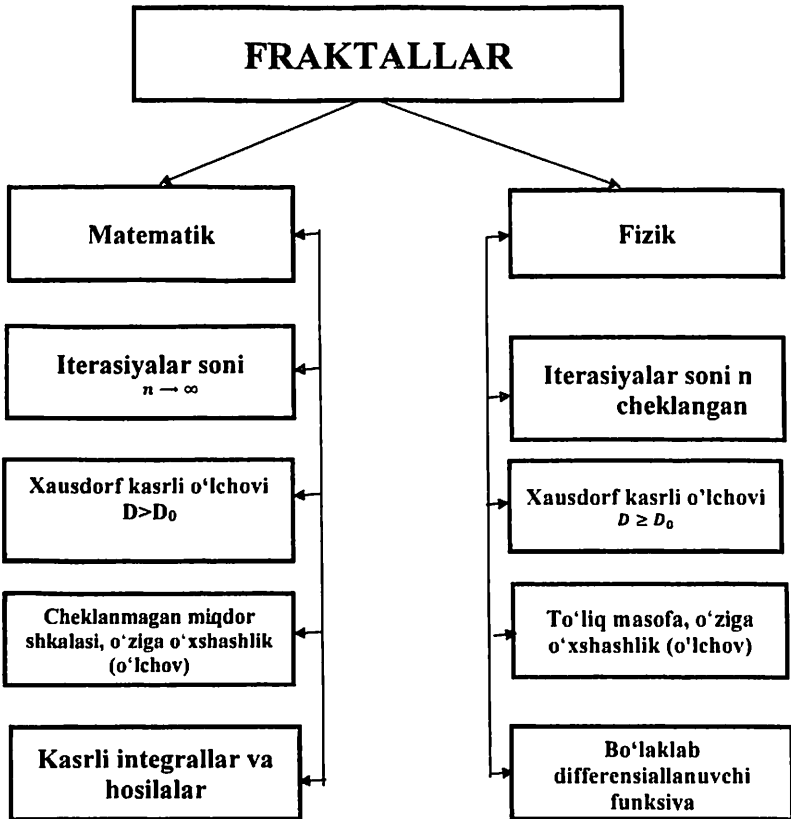 FRAKTALLAR
Matematik
Iterasiyalar soni
n → ∞
Xausdorf kasrli o‘lchovi
D>D₀
Cheklanmagan miqdor
shkalasi, o‘ziga o‘xshashlik
(o‘lchov)
Kasrli integrallar va
hosilalar
Fizik
Iterasiyalar soni n
cheklangan
Xausdorf kasrli o’lchovi
D ≥ D₀
To‘liq masofa, o‘ziga
o‘xshashlik (o'lchov)
Bo‘laklab
differensiallanuvchi
funksiva